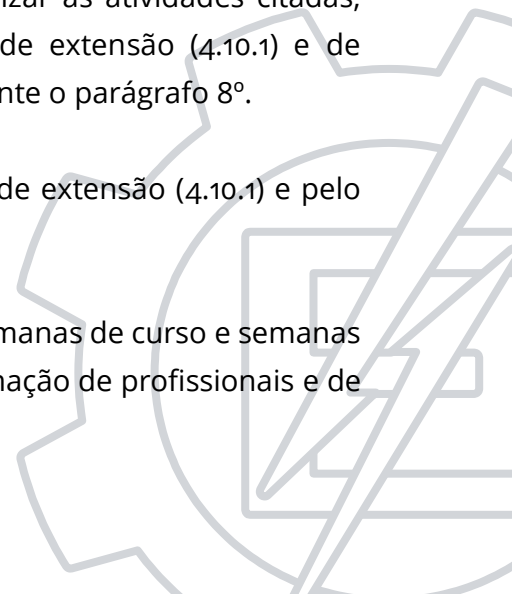 izar as atividades citadas,
de extensão (4.10.1) e de
nte o parágrafo 8º.
de extensão (4.10.1) e pelo
manas de curso e semanas
nação de profissionais e de